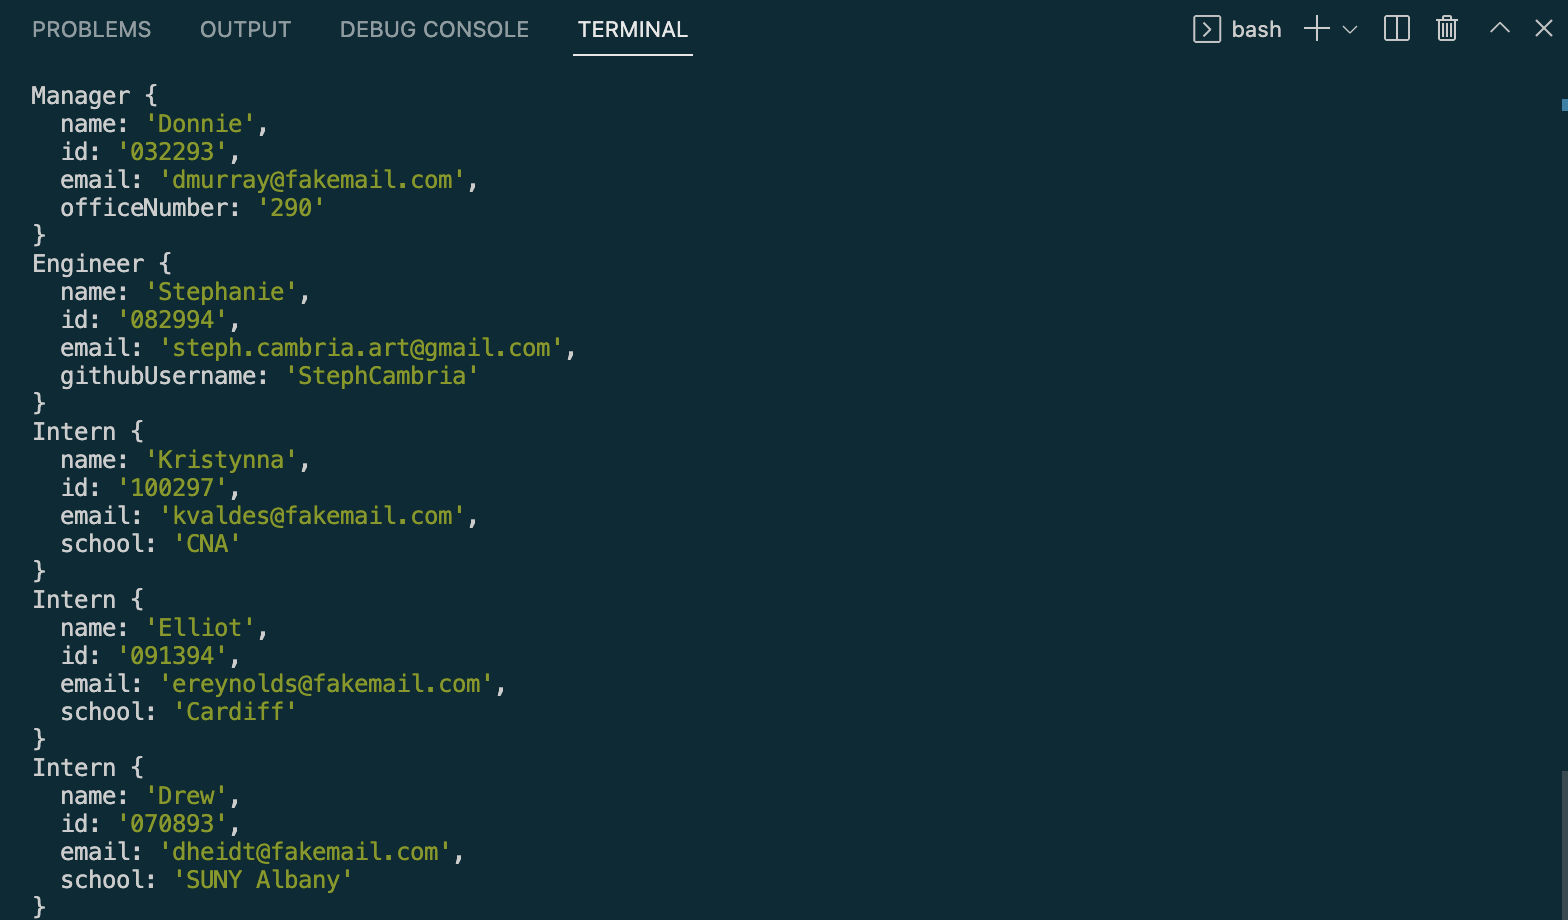 PROBLEMS OUTPUT DEBUG CONSOLE TERMINAL bash
Manager {
  name: 'Donnie',
  id: '032293',
  email: 'dmurray@fakemail.com',
  officeNumber: '290'
}
Engineer {
  name: 'Stephanie',
  id: '082994',
  email: 'steph.cambria.art@gmail.com',
  githubUsername: 'StephCambria'
}
Intern {
  name: 'Kristynna',
  id: '100297',
  email: 'kvaldes@fakemail.com',
  school: 'CNA'
}
Intern {
  name: 'Elliot',
  id: '091394',
  email: 'ereynolds@fakemail.com',
  school: 'Cardiff'
}
Intern {
  name: 'Drew',
  id: '070893',
  email: 'dheidt@fakemail.com',
  school: 'SUNY Albany'
}